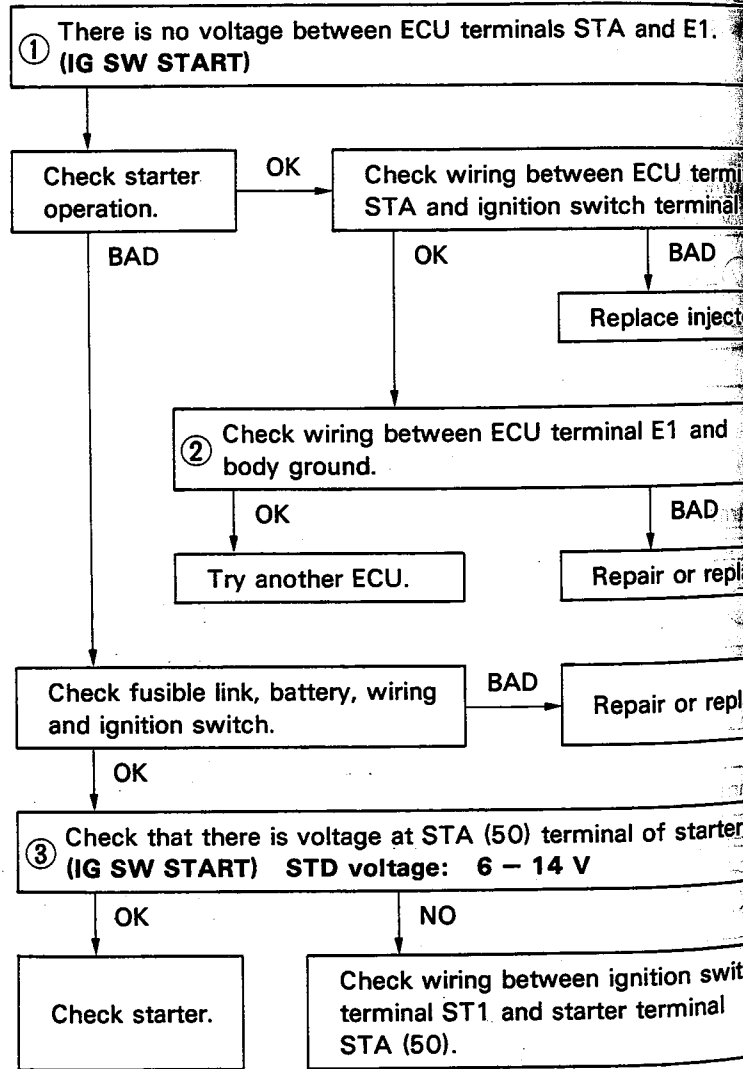 ① There is no voltage between ECU terminals STA and E1.
(IG SW START)
Check starter
operation.
OK
Check wiring between ECU
STA and ignition switch terminal
BAD
OK
BAD
Replace
② Check wiring between ECU terminal E1 and
body ground.
OK
BAD
Try another ECU.
Repair or
Check fusible link, battery, wiring
and ignition switch.
BAD
Repair or
OK
③ Check that there is voltage at STA (50) terminal of starter
(IG SW START) STD voltage: 6 – 14 V
OK
NO
Check starter.
Check wiring between ignition
terminal ST1 and starter terminal
STA (50).